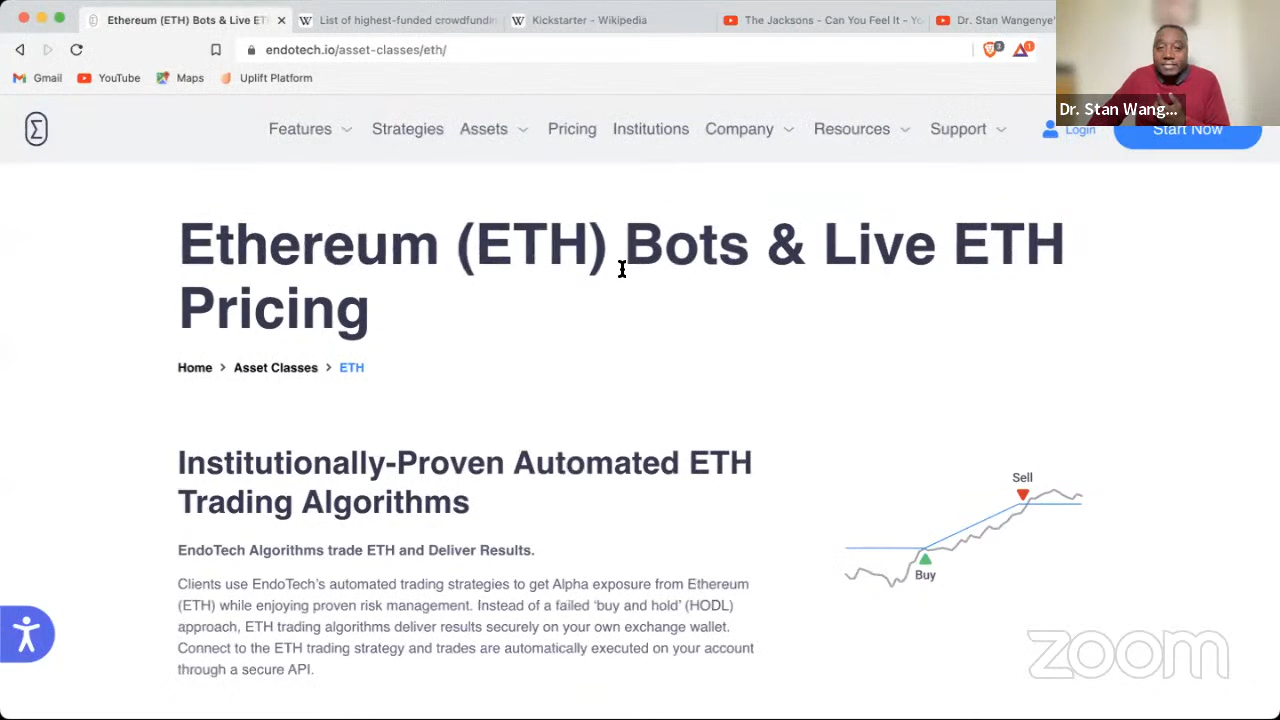 Ethereum (ETH) Bots & Live ET
List of highest-funded crowdfundin
Kickstarter - Wikipedia
The Jacksons - Can You Feel It - Yo
Dr. Stan Wangenye'
endotech.io/asset-classes/eth/
3
1
Gmail
YouTube
Maps
Uplift Platform
Dr. Stan Wang...
Features
Strategies
Assets
Pricing
Institutions
Company
Resources
Support
Login
Start Now
Ethereum (ETH) Bots & Live ETH
Pricing
Home > Asset Classes > ETH
Institutionally-Proven Automated ETH
Trading Algorithms
EndoTech Algorithms trade ETH and Deliver Results.
Clients use EndoTech's automated trading strategies to get Alpha exposure from Ethereum
(ETH) while enjoying proven risk management. Instead of a failed 'buy and hold' (HODL)
approach, ETH trading algorithms deliver results securely on your own exchange wallet.
Connect to the ETH trading strategy and trades are automatically executed on your account
through a secure API.
Sell
Buy
zoom